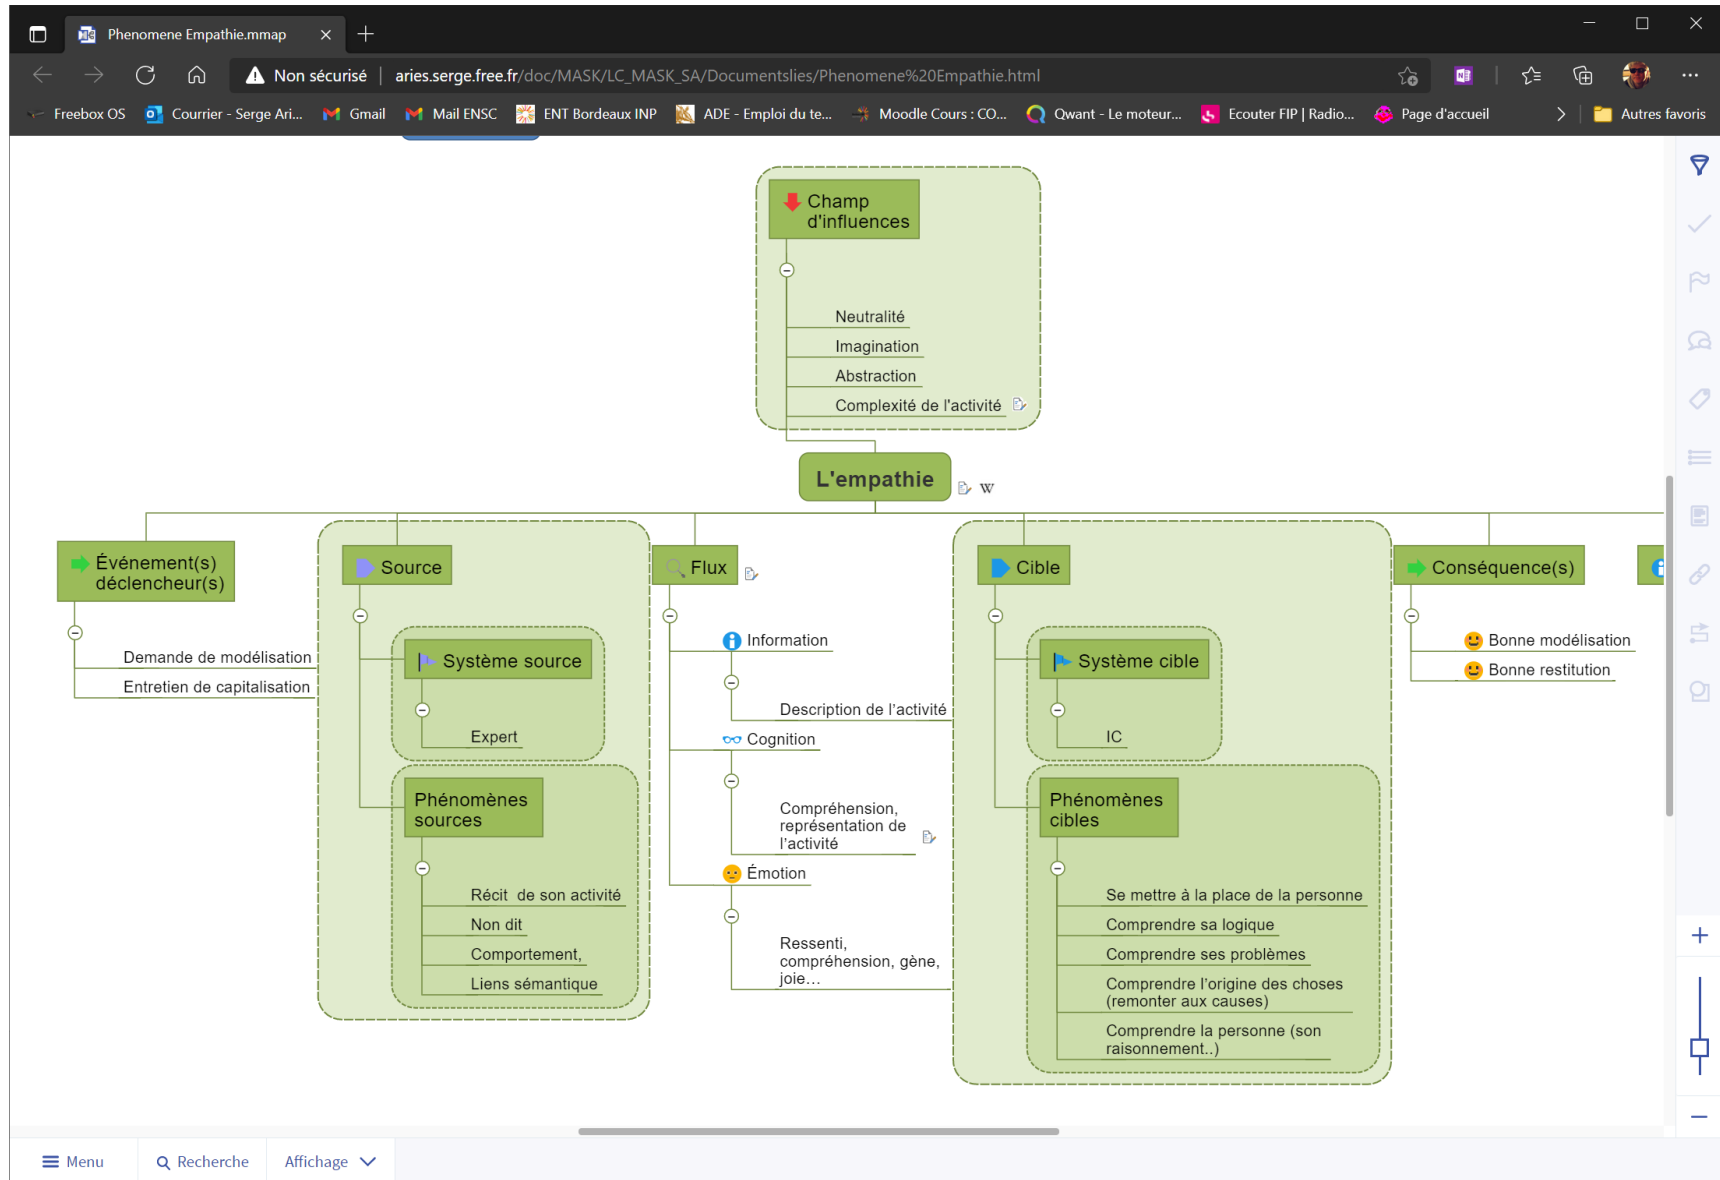 Phenomene Empathie.mmap
Non sécurisé
aries.serge.free.fr/doc/MASK/LC_MASK_SA/Documentslies/Phenomene%20Empathie.html
Freebox OS
Courrier - Serge Ari...
Gmail
Mail ENSC
ENT Bordeaux INP
ADE - Emploi du te...
Moodle Cours : CO...
Qwant - Le moteur...
Ecouter FIP | Radio...
Page d'accueil
Autres favoris
Champ
d'influences
Neutralité
Imagination
Abstraction
Complexité de l'activité
L'empathie
W
Événement(s)
déclencheur(s)
Demande de modélisation
Entretien de capitalisation
Source
Système source
Expert
Phénomènes
sources
Récit  de son activité
Non dit
Comportement,
Liens sémantique
Flux
Information
Description de l'activité
Cognition
Compréhension,
représentation de
l'activité
Émotion
Ressenti,
compréhension, gène,
joie...
Cible
Système cible
IC
Phénomènes
cibles
Se mettre à la place de la personne
Comprendre sa logique
Comprendre ses problèmes
Comprendre l'origine des choses
(remonter aux causes)
Comprendre la personne (son
raisonnement..)
Conséquence(s)
Bonne modélisation
Bonne restitution
Menu
Recherche
Affichage